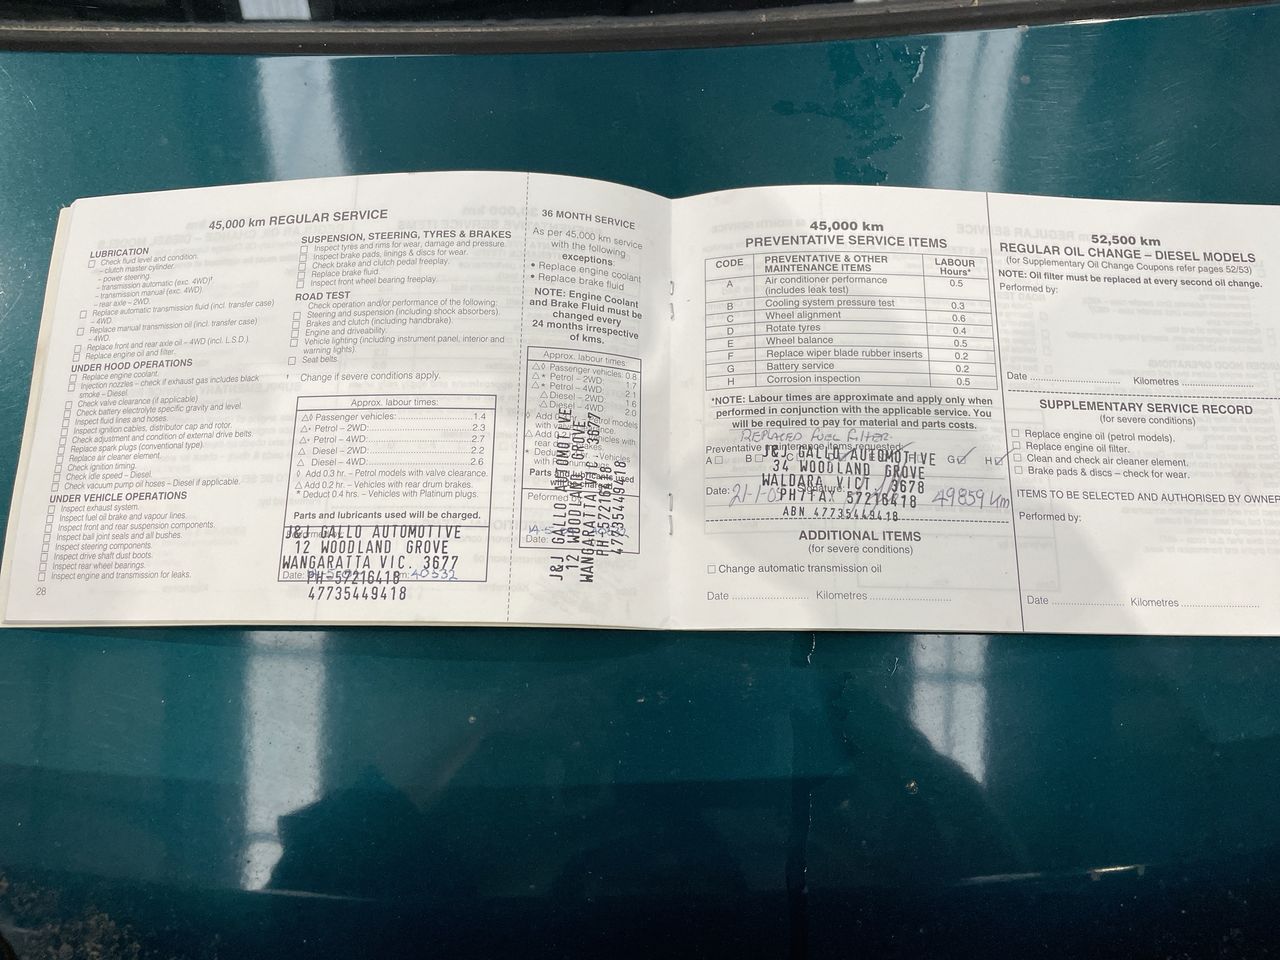 45,000 km REGULAR SERVICE
LUBRICATION
Check fluid level and condition.
– clutch master cylinder.
– power steering.
– transmission automatic (exc. 4WD)†
– transmission manual (exc. 4WD).
– rear axle – 2WD.
Replace automatic transmission fluid (incl. transfer case)
– 4WD.
Replace manual transmission oil (incl. transfer case)
– 4WD.
Replace front and rear axle oil – 4WD (incl. L.S.D.).
Replace engine oil and filter.
UNDER HOOD OPERATIONS
Replace engine coolant.
Injection nozzles – check if exhaust gas includes black
smoke – Diesel.
Check valve clearance (if applicable)
Check battery electrolyte specific gravity and level.
Inspect fluid lines and hoses.
Inspect ignition cables, distributor cap and rotor.
Check adjustment and condition of external drive belts.
Replace spark plugs (conventional type).
Replace air cleaner element.
Check ignition timing.
Check idle speed – Diesel.
Check vacuum pump oil hoses – Diesel if applicable.
UNDER VEHICLE OPERATIONS
Inspect exhaust system.
Inspect fuel oil brake and vapour lines.
Inspect front and rear suspension components.
Inspect ball joint seals and all bushes.
Inspect steering components.
Inspect drive shaft dust boots.
Inspect rear wheel bearings.
Inspect engine and transmission for leaks.
28
SUSPENSION, STEERING, TYRES & BRAKES
Inspect tyres and rims for wear, damage and pressure.
Inspect brake pads, linings & discs for wear.
Check brake and clutch pedal freeplay.
Replace brake fluid.
Inspect front wheel bearing freeplay.
ROAD TEST
Check operation and/or performance of the following:
Steering and suspension (including shock absorbers).
Brakes and clutch (including handbrake).
Engine and driveability.
Vehicle lighting (including instrument panel, interior and
warning lights).
Seat belts
† Change if severe conditions apply.
Approx. labour times:
△◊ Passenger vehicles: 1.4
△* Petrol – 2WD: 2.3
△* Petrol – 4WD: 2.7
△ Diesel – 2WD: 2.2
△ Diesel – 4WD: 2.6
△ Add 0.2 hr. – Vehicles with rear drum brakes.
◊ Add 0.3 hr. – Petrol models with valve clearance.
* Deduct 0.4 hrs. – Vehicles with Platinum plugs.
Parts and lubricants used will be charged.
J&J GALLO AUTOMOTIVE
12 WOODLAND GROVE
WANGARATTA VIC. 3677
Date: km: 40532
PH 57216418
47735449418
36 MONTH SERVICE
As per 45,000 km service
with the following
exceptions:
• Replace engine coolant
• Replace brake fluid
NOTE: Engine Coolant
and Brake Fluid must be
changed every
24 months irrespective
of kms.
Approx. labour times:
△◊ Passenger vehicles: 0.8
△* Petrol – 2WD: 1.7
△* Petrol – 4WD: 2.1
△ Diesel – 2WD: 1.6
△ Diesel – 4WD: 2.0
Date:
J&J GALLO AUTOMOTIVE
12 WOODLAND GROVE
WANGARATTA VIC. 3677
PH 57216418
47735449418
45,000 km
PREVENTATIVE SERVICE ITEMS
CODE PREVENTATIVE & OTHER MAINTENANCE ITEMS LABOUR Hours*
A Air conditioner performance (includes leak test) 0.5
B Cooling system pressure test 0.3
C Wheel alignment 0.6
D Rotate tyres 0.4
E Wheel balance 0.5
F Replace wiper blade rubber inserts 0.2
G Battery service 0.2
H Corrosion inspection 0.5
*NOTE: Labour times are approximate and apply only when
performed in conjunction with the applicable service. You
will be required to pay for material and parts costs.
REPLACED FUEL FILTER.
Preventative maintenance items requested:
A B G H
J&J GALLO AUTOMOTIVE
34 WOODLAND GROVE
WALDARA VICT. 3678
Date: 49859 km
PH/FAX 57216418
ABN 47735449418
ADDITIONAL ITEMS
(for severe conditions)
Change automatic transmission oil
Date Kilometres
52,500 km
REGULAR OIL CHANGE – DIESEL MODELS
(for Supplementary Oil Change Coupons refer pages 52/53)
NOTE: Oil filter must be replaced at every second oil change.
Performed by:
Date Kilometres
SUPPLEMENTARY SERVICE RECORD
(for severe conditions)
Replace engine oil (petrol models).
Replace engine oil filter.
Clean and check air cleaner element.
Brake pads & discs – check for wear.
ITEMS TO BE SELECTED AND AUTHORISED BY OWNER
Performed by:
Date Kilometres